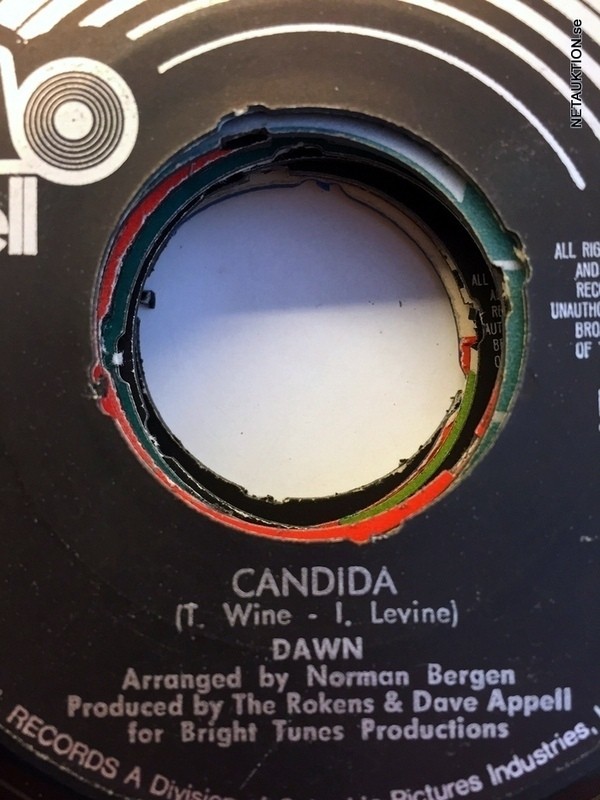 NETAUKTION.se
ell
ALL RIG
AND
REC
UNAUTHO
BRO
OF
ALL
CANDIDA
(T. Wine - I. Levine)
DAWN
Arranged by Norman Bergen
Produced by The Rokens & Dave Appell
for Bright Tunes Productions
RECORDS A Division Pictures Industries,